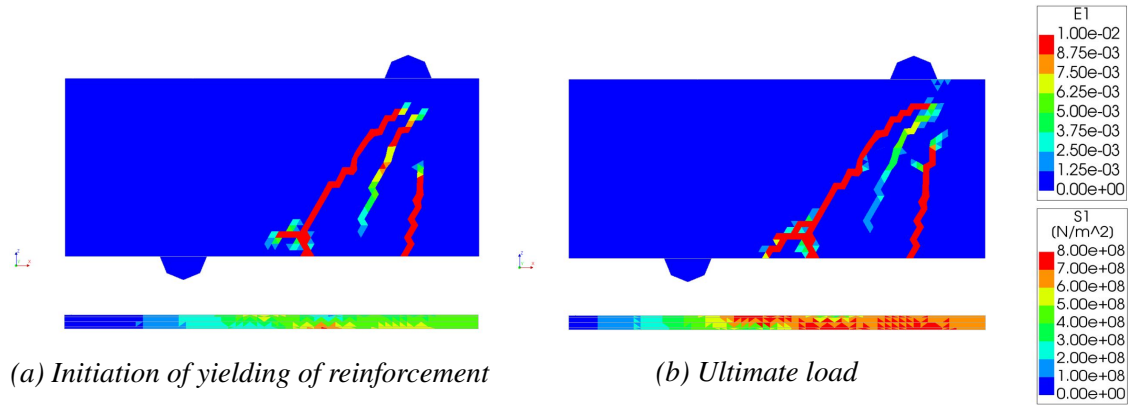 E1
1.00e-02
8.75e-03
7.50e-03
6.25e-03
5.00e-03
3.75e-03
2.50e-03
1.25e-03
0.00e+00
S1
(N/m^2)
8.00e+08
7.00e+08
6.00e+08
5.00e+08
4.00e+08
3.00e+08
2.00e+08
1.00e+08
0.00e+00
(a) Initiation of yielding of reinforcement
(b) Ultimate load